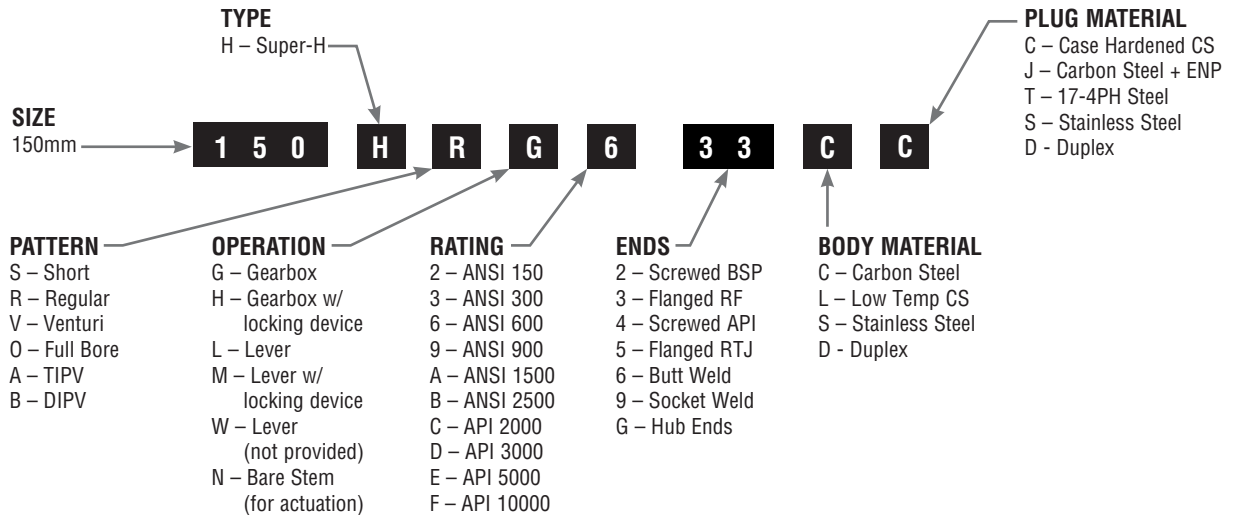 TYPE
H – Super-H
PLUG MATERIAL
C – Case Hardened CS
J – Carbon Steel + ENP
T – 17-4PH Steel
S – Stainless Steel
D - Duplex
SIZE
150mm
1 5 0 H R G 6 3 3 C C
PATTERN
S – Short
R – Regular
V – Venturi
O – Full Bore
A – TIPV
B – DIPV
OPERATION
G – Gearbox
H – Gearbox w/
locking device
L – Lever
M – Lever w/
locking device
W – Lever
(not provided)
N – Bare Stem
(for actuation)
RATING
2 – ANSI 150
3 – ANSI 300
6 – ANSI 600
9 – ANSI 900
A – ANSI 1500
B – ANSI 2500
C – API 2000
D – API 3000
E – API 5000
F – API 10000
ENDS
2 – Screwed BSP
3 – Flanged RF
4 – Screwed API
5 – Flanged RTJ
6 – Butt Weld
9 – Socket Weld
G – Hub Ends
BODY MATERIAL
C – Carbon Steel
L – Low Temp CS
S – Stainless Steel
D - Duplex